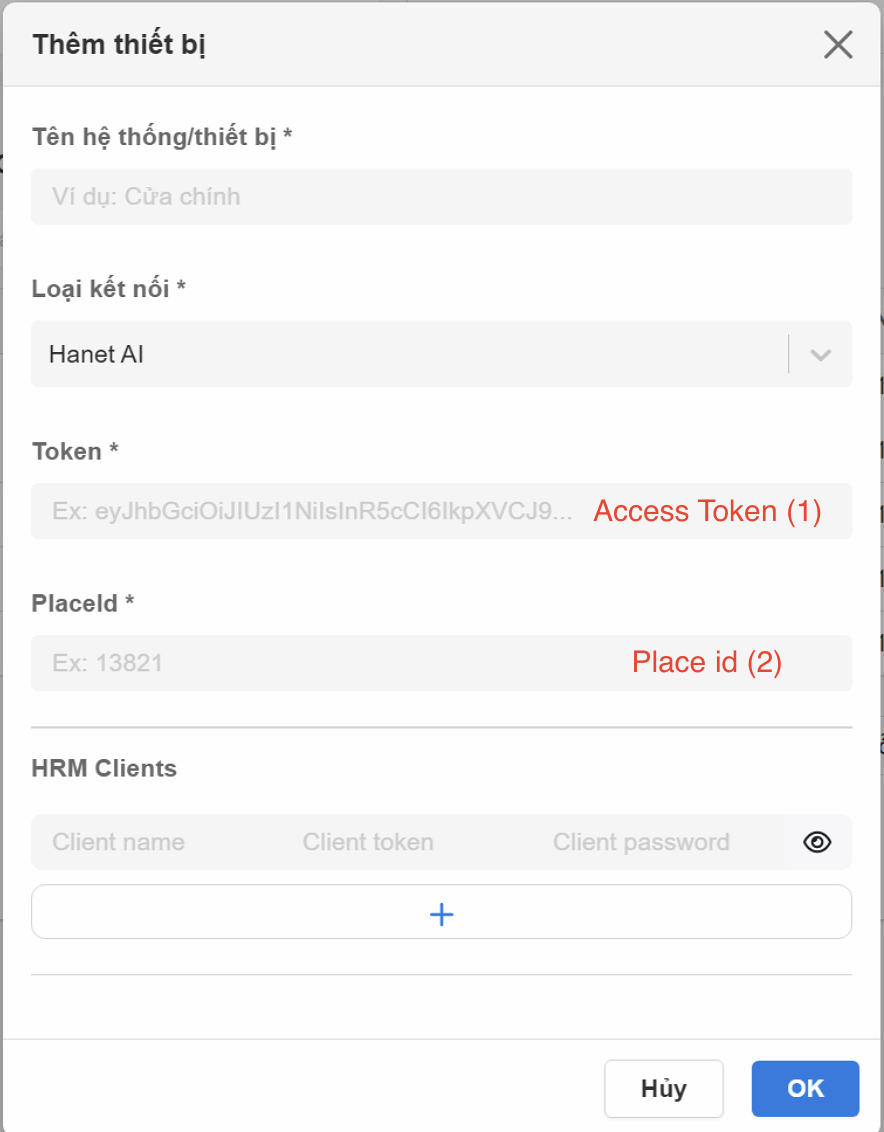 Thêm thiết bị
Tên hệ thống/thiết bị *
Ví dụ: Cửa chính
Loại kết nối *
Hanet AI
Token *
Ex: eyJhbGciOiJIUzI1NiIsInR5cCI6IkpXVCJ9... Access Token (1)
PlaceId *
Ex: 13821 Place id (2)
HRM Clients
Client name Client token Client password
Hủy OK